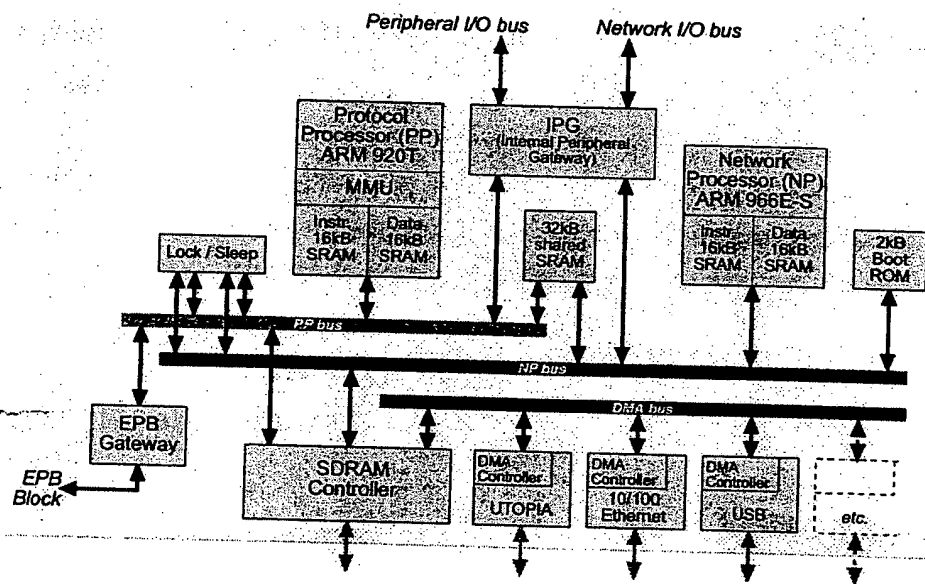 Peripheral I/O bus
Network I/O bus
Protocol
Processor (PP)
ARM 920T
MMU
Instr.
16kB
SRAM
Data
16kB
SRAM
IPG
(Internal Peripheral
Gateway)
Network
Processor (NP)
ARM 966E-S
Instr.
16kB
SRAM
Data
16kB
SRAM
32kB
shared
SRAM
2kB
Boot
ROM
Lock / Sleep
PP bus
NP bus
DMA bus
EPB
Gateway
EPB
Block
SDRAM
Controller
DMA
Controller
UTOPIA
DMA
Controller
10/100
Ethernet
DMA
Controller
USB
etc.